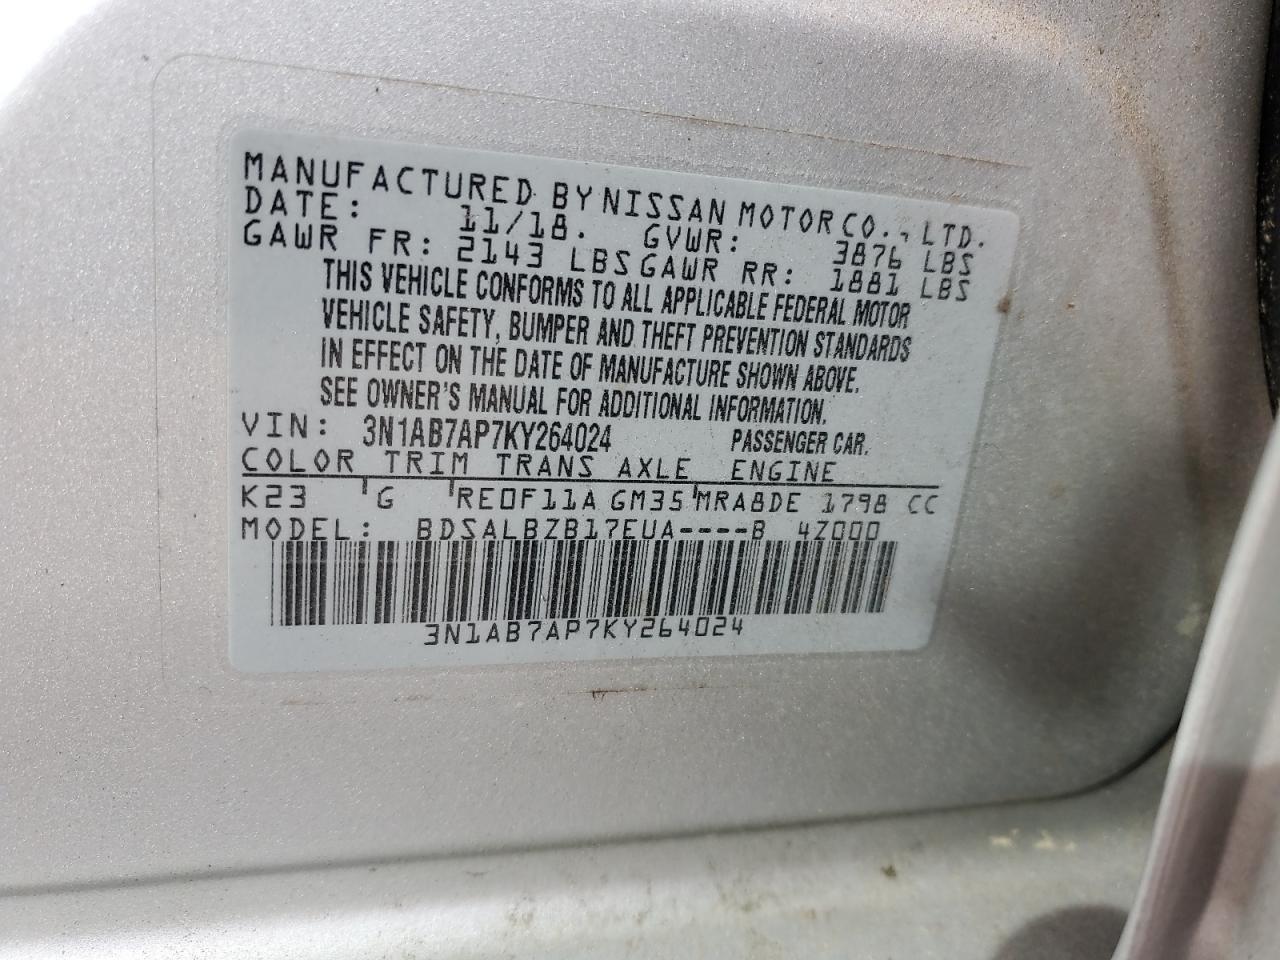 MANUFACTURED BY NISSAN MOTOR CO., LTD.
DATE: 11/18. GVWR: 3876 LBS
GAWR FR: 2143 LBS GAWR RR: 1881 LBS
THIS VEHICLE CONFORMS TO ALL APPLICABLE FEDERAL MOTOR
VEHICLE SAFETY, BUMPER AND THEFT PREVENTION STANDARDS
IN EFFECT ON THE DATE OF MANUFACTURE SHOWN ABOVE.
SEE OWNER'S MANUAL FOR ADDITIONAL INFORMATION.
VIN: 3N1AB7AP7KY264024 PASSENGER CAR.
COLOR TRIM TRANS AXLE ENGINE
K23 G RE0F11A GM35 MRA8DE 1798 CC
MODEL: BDSALBZB17EUA----B 4Z000
3N1AB7AP7KY264024